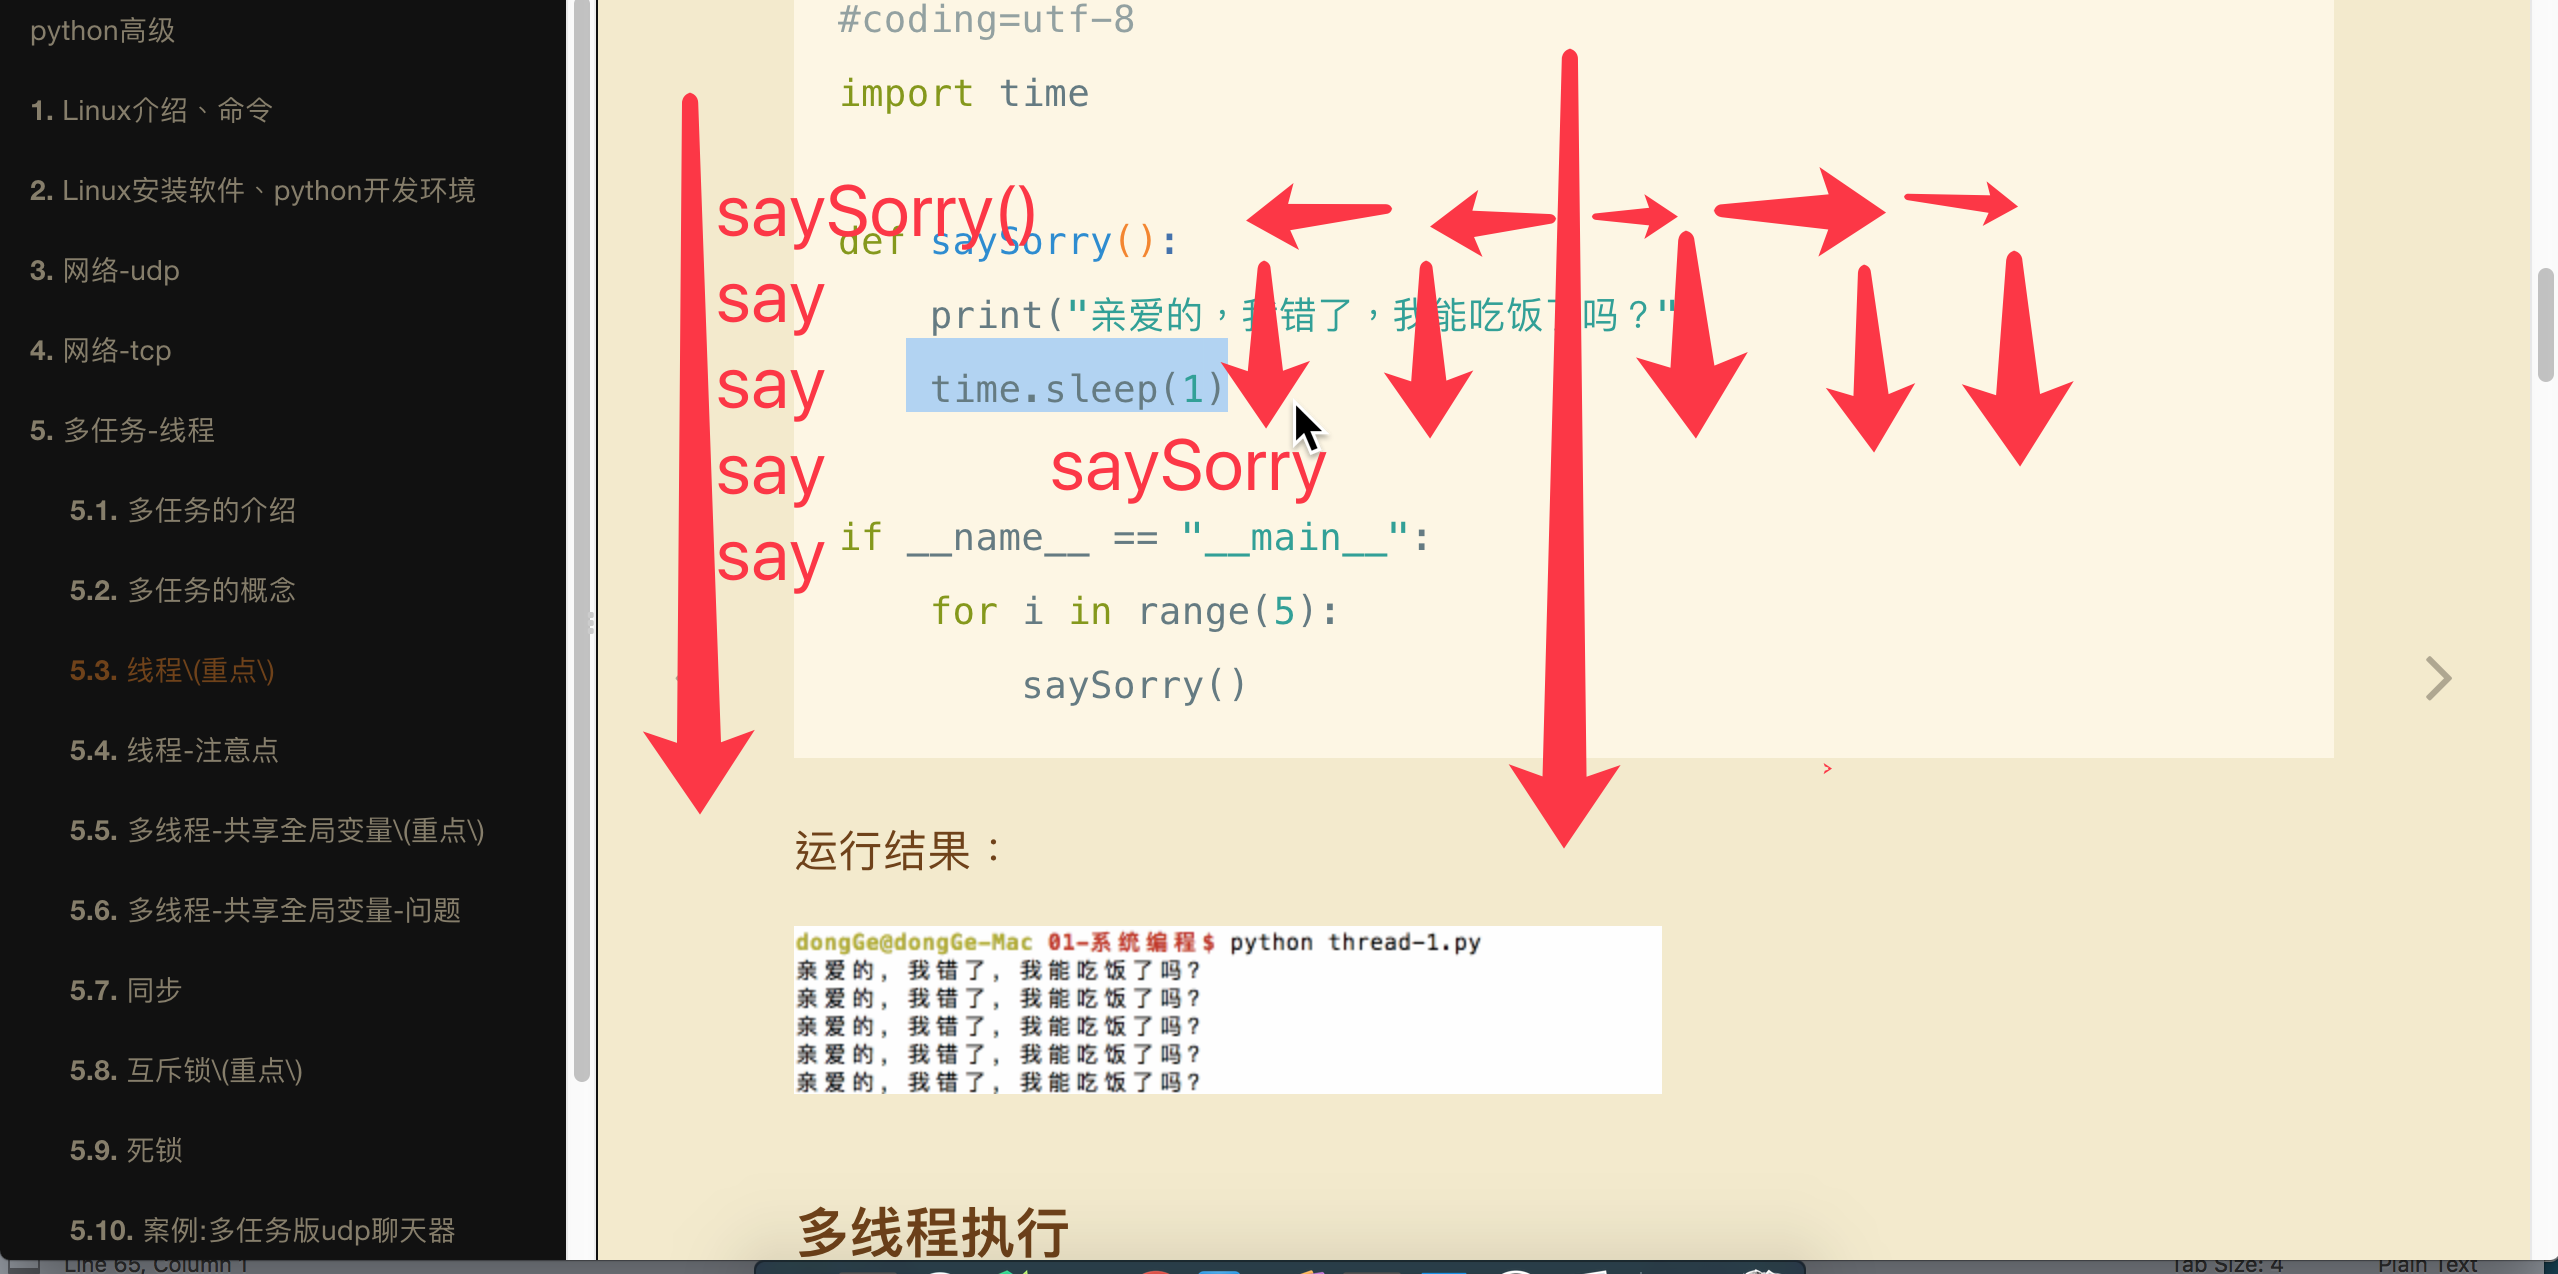 python高级
1. Linux介绍、命令
2. Linux安装软件、python开发环境
3. 网络-udp
4. 网络-tcp
5. 多任务-线程
5.1. 多任务的介绍
5.2. 多任务的概念
5.3. 线程\(重点\)
5.4. 线程-注意点
5.5. 多线程-共享全局变量\(重点\)
5.6. 多线程-共享全局变量-问题
5.7. 同步
5.8. 互斥锁\(重点\)
5.9. 死锁
5.10. 案例:多任务版udp聊天器
#coding=utf-8
import time
saySorry()
def saySorry():
say
print("亲爱的，我错了，我能吃饭了吗？"
say
time.sleep(1)
say
saySorry
say
if __name__ == "__main__":
for i in range(5):
saySorry()
>
运行结果：
dongGe@dongGe-Mac 01-系统编程$ python thread-1.py
亲爱的，我错了，我能吃饭了吗？
亲爱的，我错了，我能吃饭了吗？
亲爱的，我错了，我能吃饭了吗？
亲爱的，我错了，我能吃饭了吗？
亲爱的，我错了，我能吃饭了吗？
多线程执行
Line 65, Column 1
Tab Size: 4
Plain Text